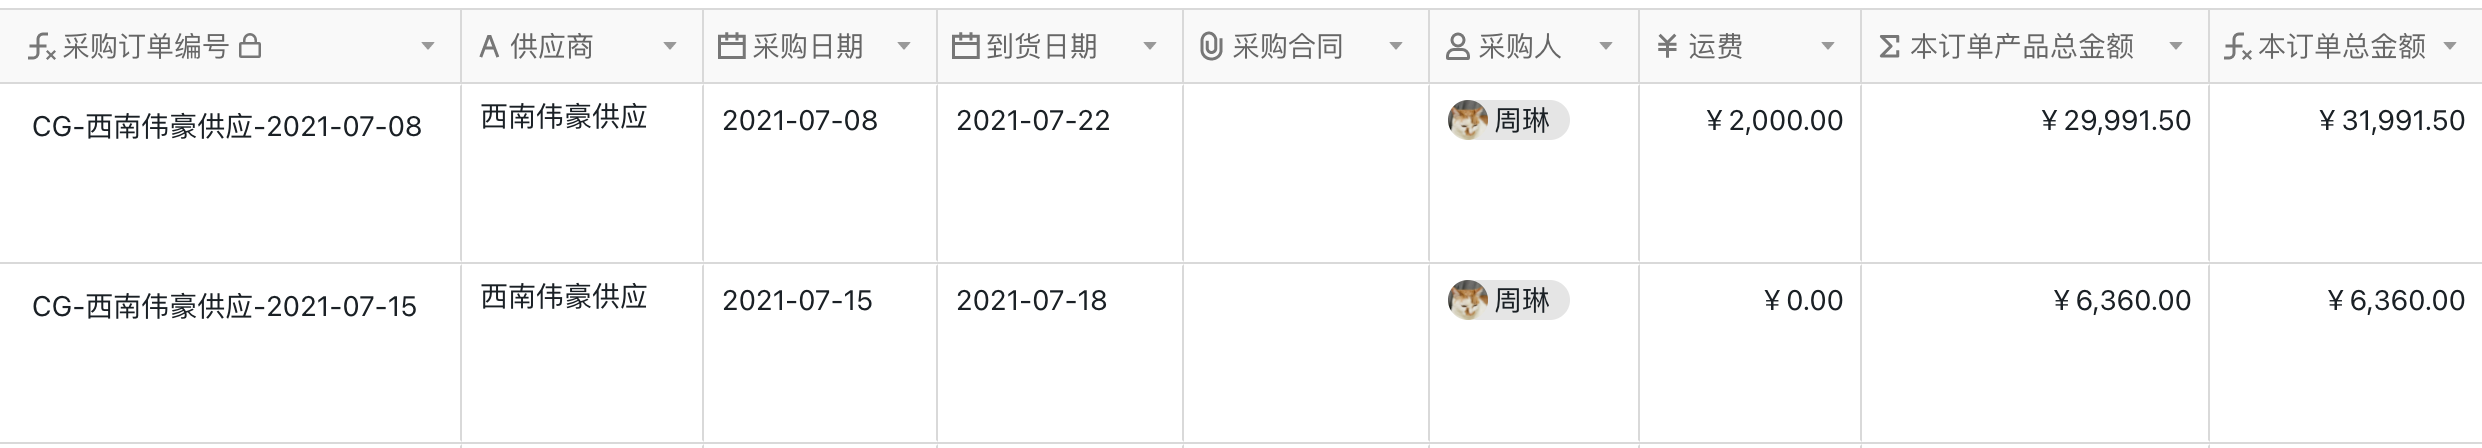 采购订单编号 供应商 采购日期 到货日期 采购合同 采购人 运费 本订单产品总金额 本订单总金额
CG-西南伟豪供应-2021-07-08 西南伟豪供应 2021-07-08 2021-07-22 周琳 ¥2,000.00 ¥29,991.50 ¥31,991.50
CG-西南伟豪供应-2021-07-15 西南伟豪供应 2021-07-15 2021-07-18 周琳 ¥0.00 ¥6,360.00 ¥6,360.00